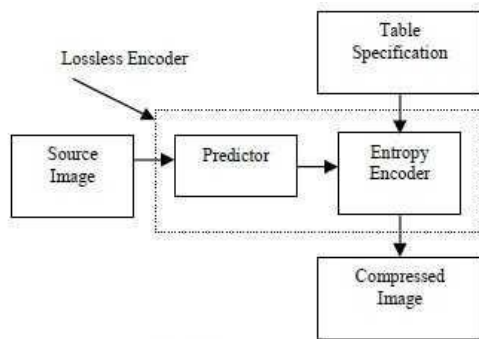 Table
Specification
Lossless Encoder
Source
Image
Predictor
Entropy
Encoder
Compressed
Image